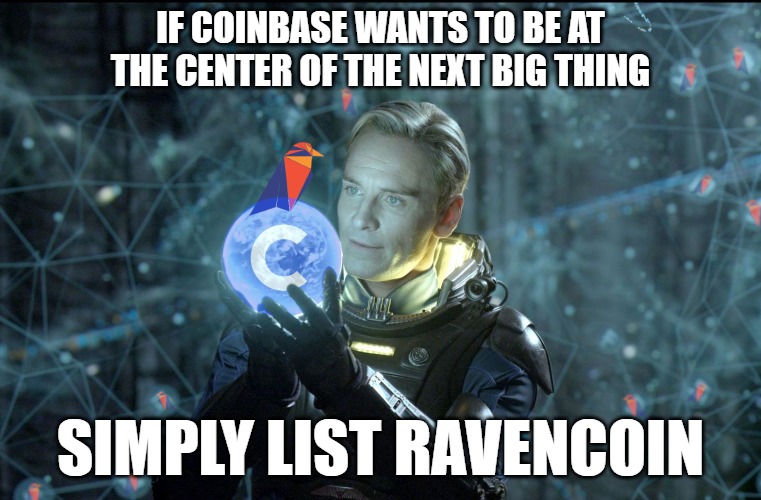 IF COINBASE WANTS TO BE AT
THE CENTER OF THE NEXT BIG THING
C
SIMPLY LIST RAVENCOIN